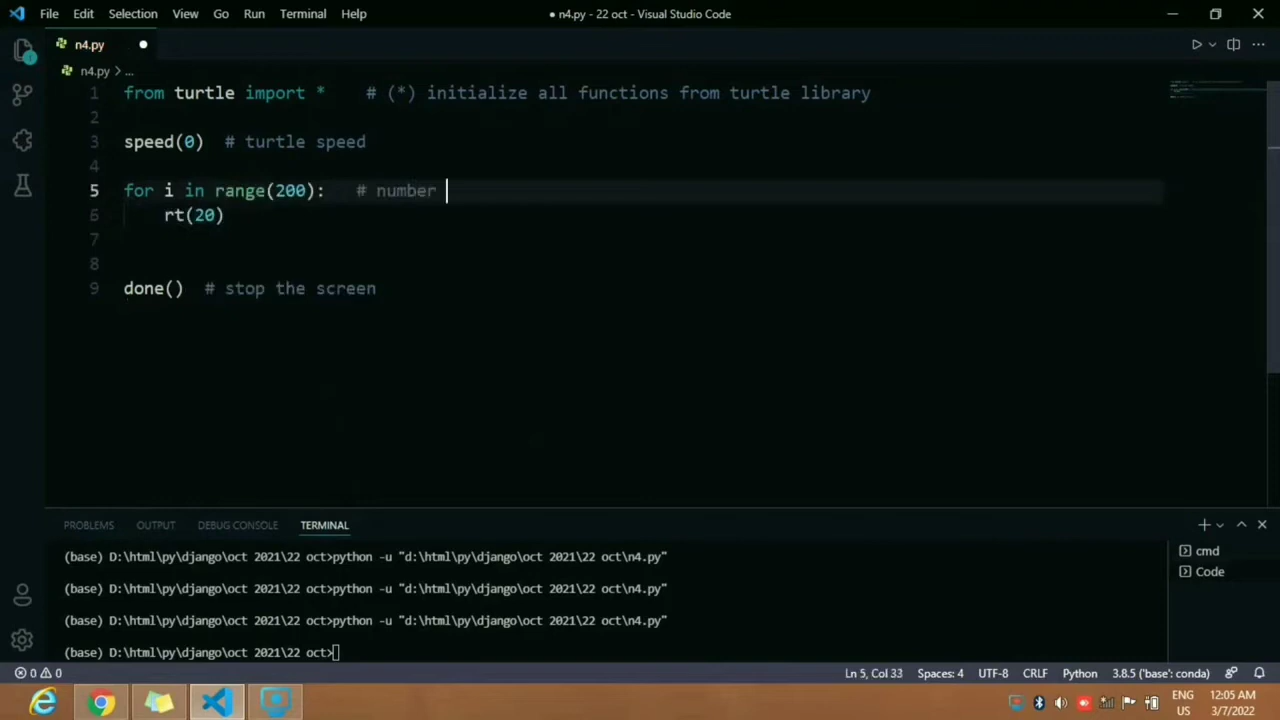 File Edit Selection View Go Run Terminal Help
● n4.py - 22 oct - Visual Studio Code
n4.py
n4.py > ...
1 from turtle import *    # (*) initialize all functions from turtle library
2
3 speed(0)  # turtle speed
4
5 for i in range(200):   # number
6     rt(20)
7
8
9 done()  # stop the screen
PROBLEMS OUTPUT DEBUG CONSOLE TERMINAL
(base) D:\html\py\django\oct 2021\22 oct>python -u "d:\html\py\django\oct 2021\22 oct\n4.py"
cmd
(base) D:\html\py\django\oct 2021\22 oct>python -u "d:\html\py\django\oct 2021\22 oct\n4.py"
Code
(base) D:\html\py\django\oct 2021\22 oct>python -u "d:\html\py\django\oct 2021\22 oct\n4.py"
(base) D:\html\py\django\oct 2021\22 oct>
0 0 Ln 5, Col 33 Spaces: 4 UTF-8 CRLF Python 3.8.5 ('base': conda)
ENG 12:05 AM
US 3/7/2022